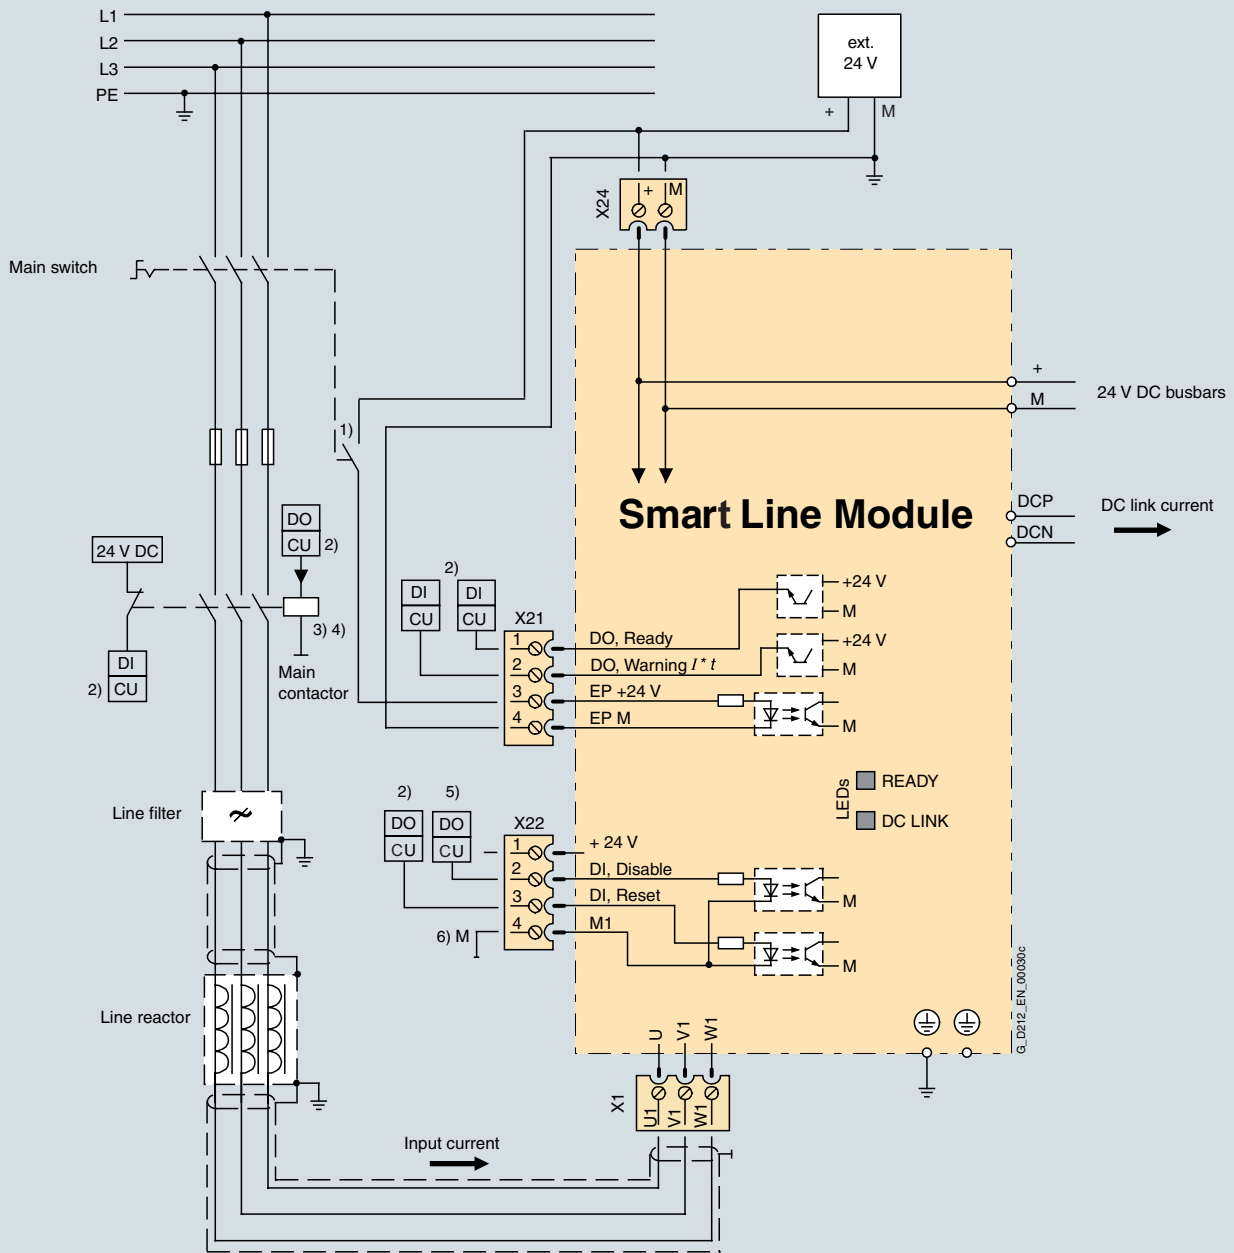 L1
L2
L3
PE
ext.
24 V
+
M
X24
+
M
Main switch
+
M
24 V DC busbars
1)
Smart Line Module
DCP
DCN
DC link current
DO
CU
2)
24 V DC
3) 4)
Main
contactor
DI
CU
2)
2)
DI
CU
DI
CU
X21
1
2
3
4
DO, Ready
DO, Warning I * t
EP +24 V
EP M
+24 V
M
+24 V
M
M
LEDs
READY
DC LINK
Line filter
2)
5)
DO
CU
DO
CU
X22
1
2
3
4
+ 24 V
DI, Disable
DI, Reset
M1
6) M
M
M
Line reactor
G_D212_EN_00030c
U
V1
W1
X1
U1
V1
W1
Input current